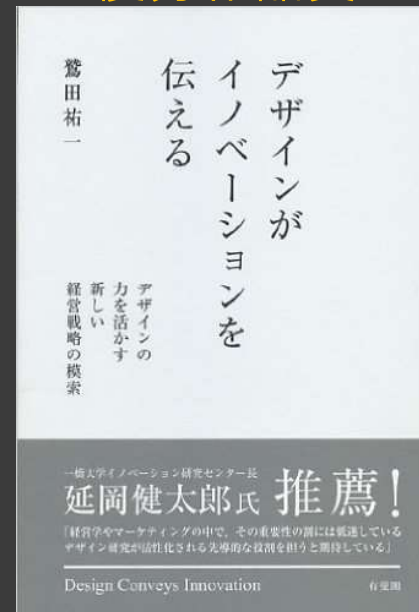 デザインが
イノベーションを
伝える
デザインの
力を活かす
新しい
経営戦略の模索
鷲田祐一
一橋大学イノベーション研究センター長
延岡健太郎氏 推薦！
「経営学やマーケティングの中で，その重要性の割には低迷している
デザイン研究が活性化される先導的な役割を担うと期待している」
Design Conveys Innovation
有斐閣